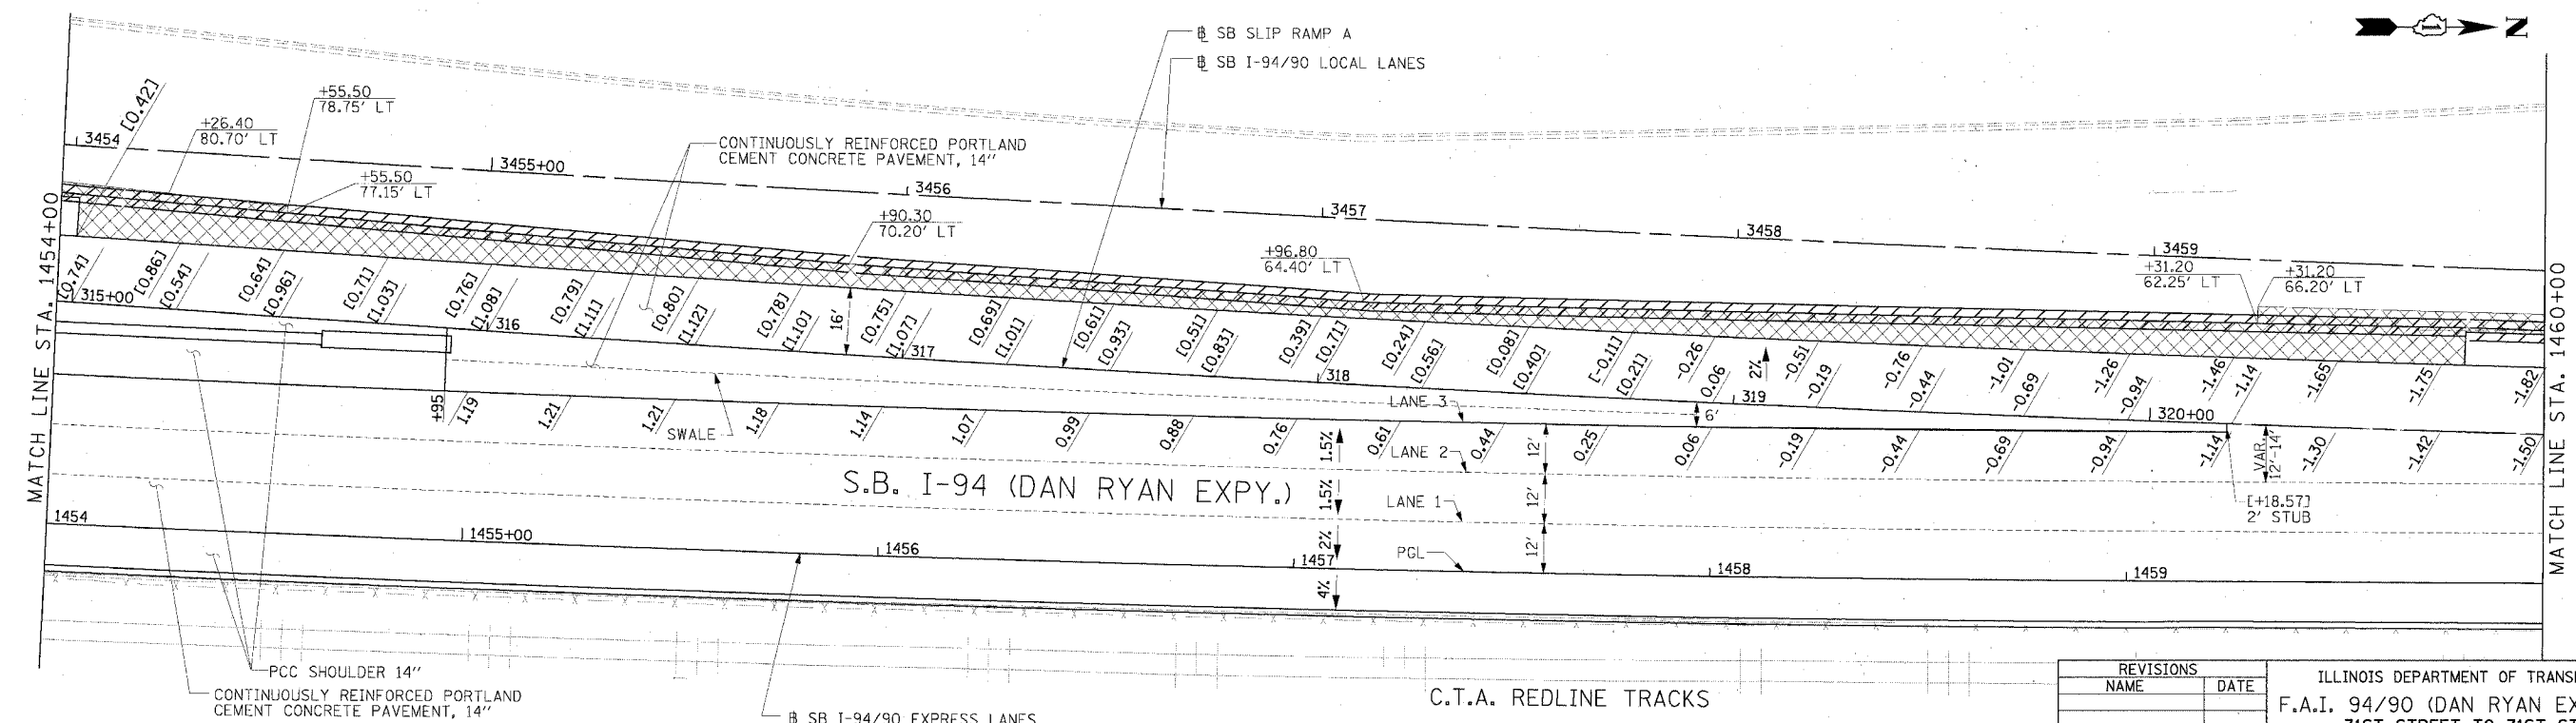 ℄ SB SLIP RAMP A
℄ SB I-94/90 LOCAL LANES
N
MATCH LINE STA. 1454+00
MATCH LINE STA. 1460+00
[0.42]
+26.40
80.70' LT
+55.50
78.75' LT
+55.50
77.15' LT
CONTINUOUSLY REINFORCED PORTLAND
CEMENT CONCRETE PAVEMENT, 14"
+90.30
70.20' LT
+96.80
64.40' LT
+31.20
62.25' LT
+31.20
66.20' LT
3454 3455+00 3456 3457 3458 3459
[0.74] [0.86] [0.54] [0.64] [0.96] [0.71] [1.03] [0.76] [1.08] [0.79] [1.11] [0.80] [1.12] [0.78] [1.10] [0.75] [1.07] [0.69] [1.01] [0.61] [0.93] [0.51] [0.83] [0.39] [0.71] [0.24] [0.56] [0.08] [0.40] [-0.11] [0.21] -0.26 0.06 -0.51 -0.19 -0.76 -0.44 -1.01 -0.69 -1.26 -0.94 -1.46 -1.14 -1.65 -1.75 -1.82
16'
2%
315+00 316 317 318 319 320+00
+95
SWALE
LANE 3
6'
1.19 1.21 1.21 1.18 1.14 1.07 0.99 0.88 0.76 0.61 0.44 0.25 0.06 -0.19 -0.44 -0.69 -0.94 -1.14 -1.30 -1.42 -1.50
1.5%
LANE 2
12'
VAR.
12'-14'
S.B. I-94 (DAN RYAN EXPY.)
1.5%
LANE 1
12'
[+18.57]
2' STUB
2%
PGL
12'
4%
1454 1455+00 1456 1457 1458 1459
PCC SHOULDER 14"
CONTINUOUSLY REINFORCED PORTLAND
CEMENT CONCRETE PAVEMENT, 14"
℄ SB I-94/90 EXPRESS LANES
C.T.A. REDLINE TRACKS
REVISIONS
NAME DATE
ILLINOIS DEPARTMENT OF TRANS
F.A.I. 94/90 (DAN RYAN EX